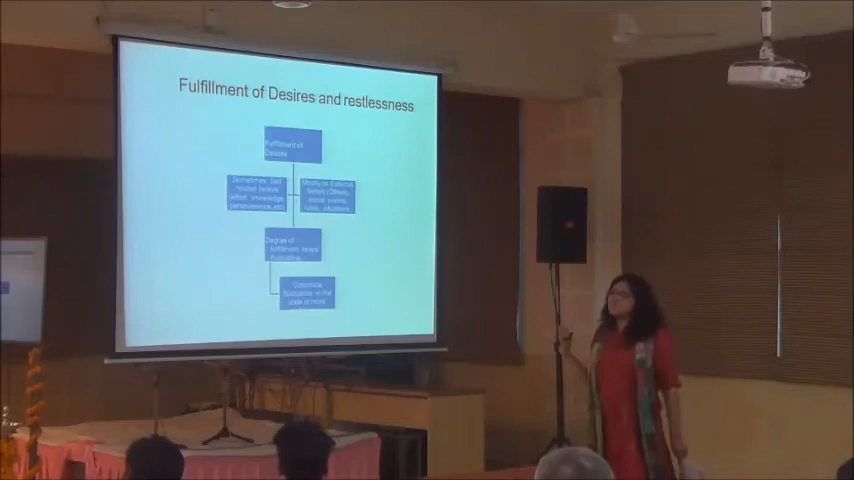 Fulfillment of Desires and restlessness
Fulfillment of
Desires
Sometimes Self
related factors
(effort, knowledge,
perseverance, etc)
Mostly on External
factors (Others,
social norms,
rules, situations
Degree of
fulfillment keeps
fluctuating
Continual
fluctuation in the
state of mind